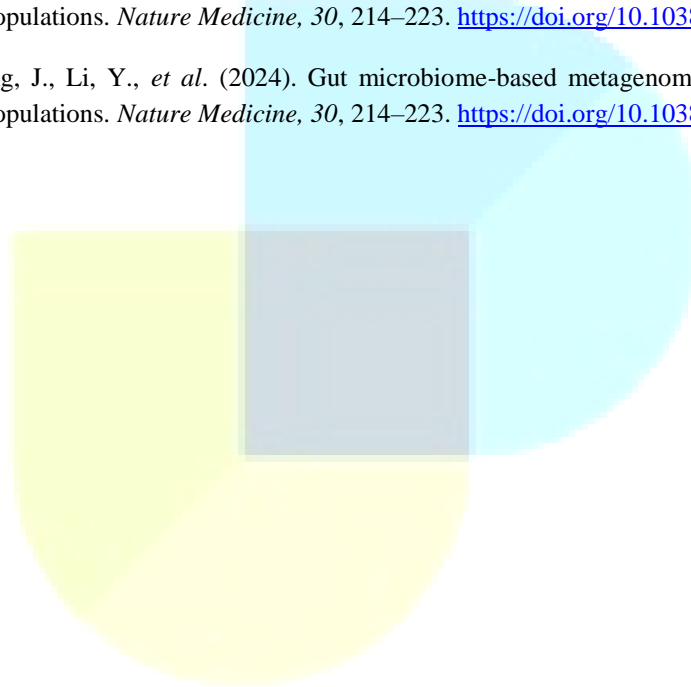 opulations. Nature Medicine, 30, 214–223. https://doi.org/10.1038
g, J., Li, Y., et al. (2024). Gut microbiome-based metagenom
opulations. Nature Medicine, 30, 214–223. https://doi.org/10.1038